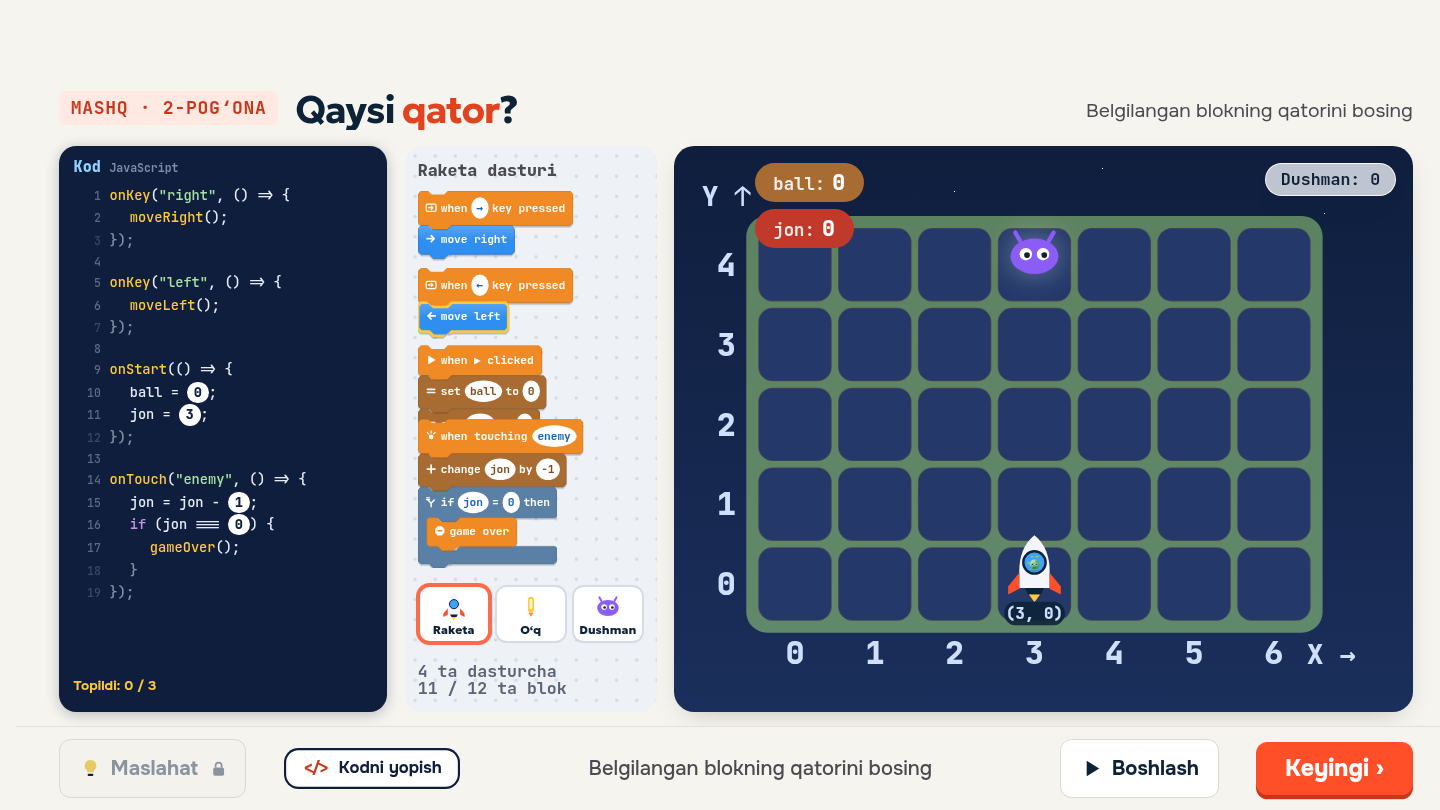 MASHQ · 2-POGʻONA
Qaysi qator?
Belgilangan blokning qatorini bosing
Kod JavaScript
1 onKey("right", () => {
2 moveRight();
3 });
4
5 onKey("left", () => {
6 moveLeft();
7 });
8
9 onStart(() => {
10 ball = 0;
11 jon = 3;
12 });
13
14 onTouch("enemy", () => {
15 jon = jon - 1;
16 if (jon === 0) {
17 gameOver();
18 }
19 });
Topildi: 0 / 3
Raketa dasturi
when → key pressed
move right
when ← key pressed
move left
when ▶ clicked
set ball to 0
when touching enemy
change jon by -1
if jon = 0 then
game over
Raketa
Oʻq
Dushman
4 ta dasturcha
11 / 12 ta blok
ball: 0
jon: 0
Dushman: 0
Y ↑
4
3
2
1
0
(3, 0)
0 1 2 3 4 5 6 X →
Maslahat
</> Kodni yopish
Belgilangan blokning qatorini bosing
Boshlash
Keyingi ›